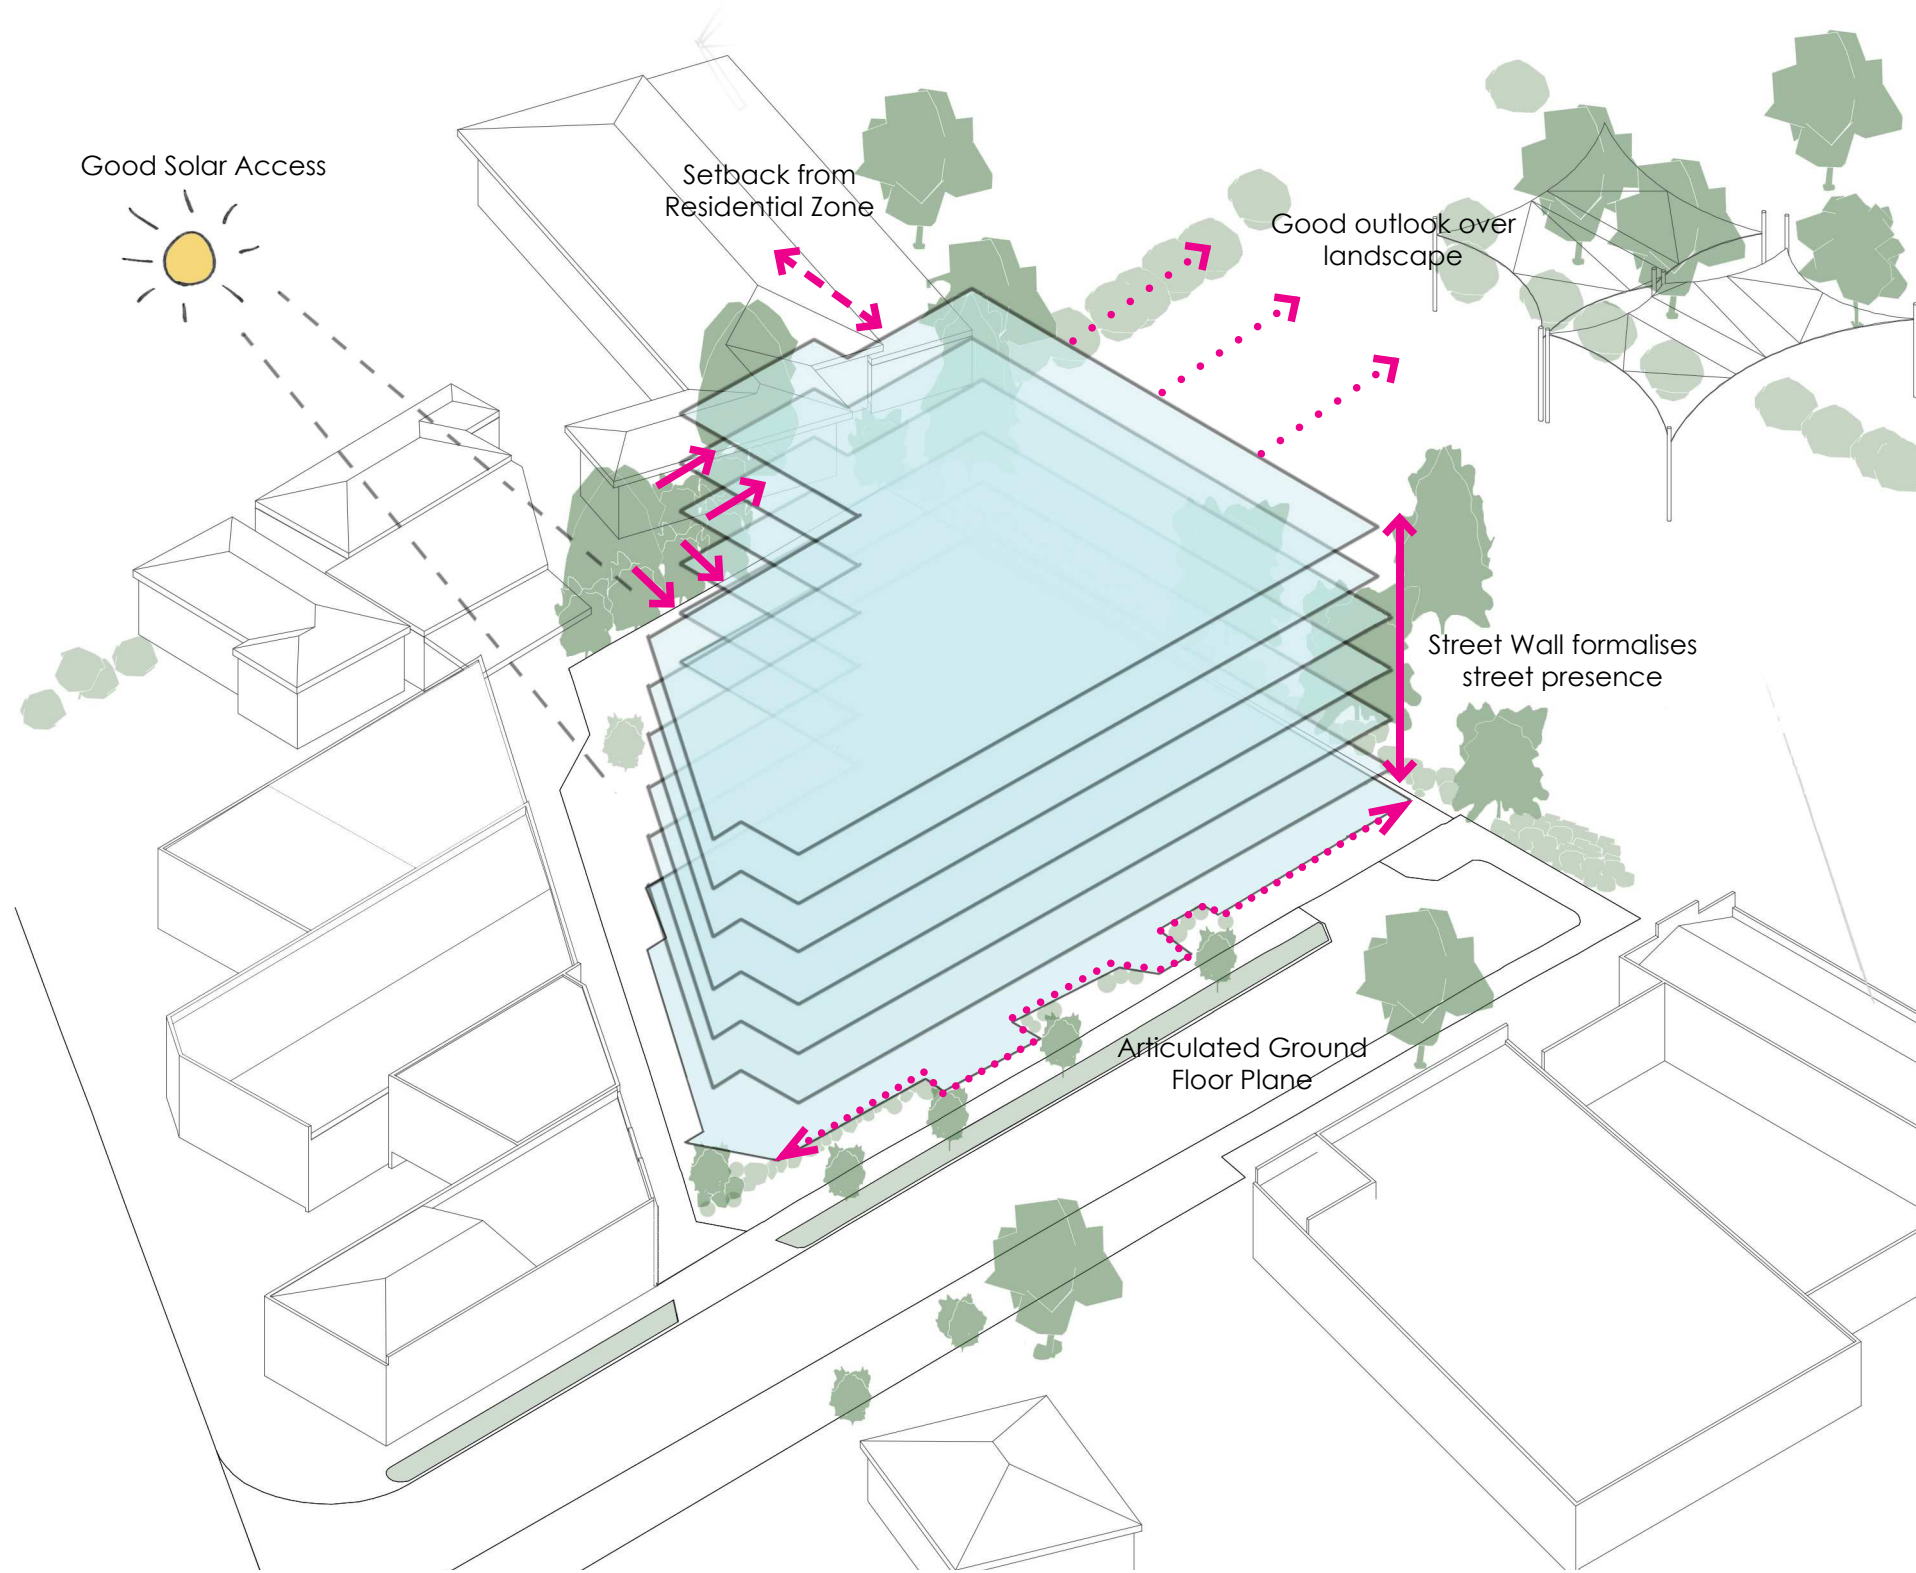 Good Solar Access
Setback from
Residential Zone
Good outlook over
landscape
Street Wall formalises
street presence
Articulated Ground
Floor Plane